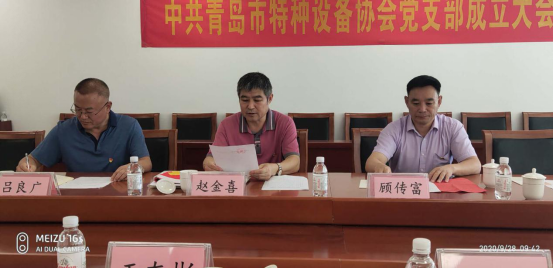 中共青岛市特种设备协会党支部成立大会
吕良广
赵金喜
顾传富
MEIZU 16s
AI DUAL CAMERA
2020/9/28 09:42